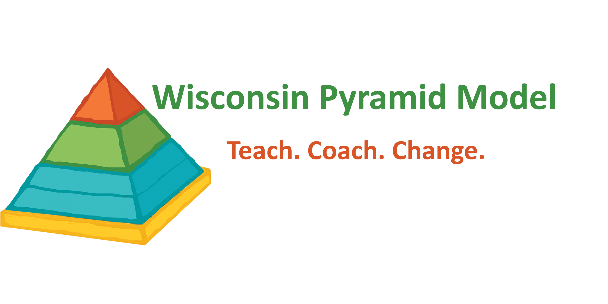 Wisconsin Pyramid Model
Teach. Coach. Change.